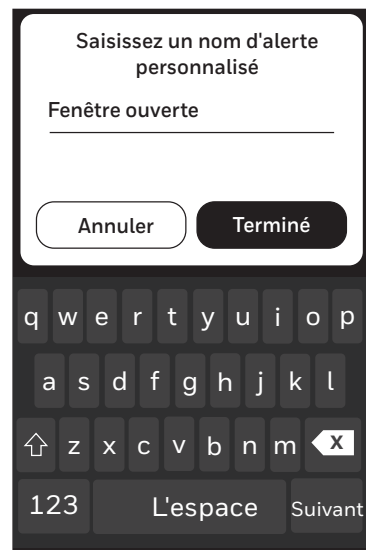 Saisissez un nom d'alerte
personnalisé
Fenêtre ouverte
Annuler Terminé
q w e r t y u i o p
a s d f g h j k l
z x c v b n m X
123 L'espace Suivant